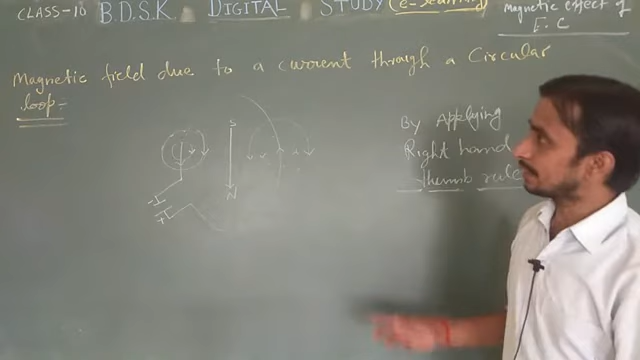 CLASS-10 B.D.S.K. DIGITAL STUDY (e-learning)
Magnetic effect of
E.C
Magnetic field due to a current through a Circular
loop:-
S
N
By Applying
Right hand
thumb rule
-I
+I